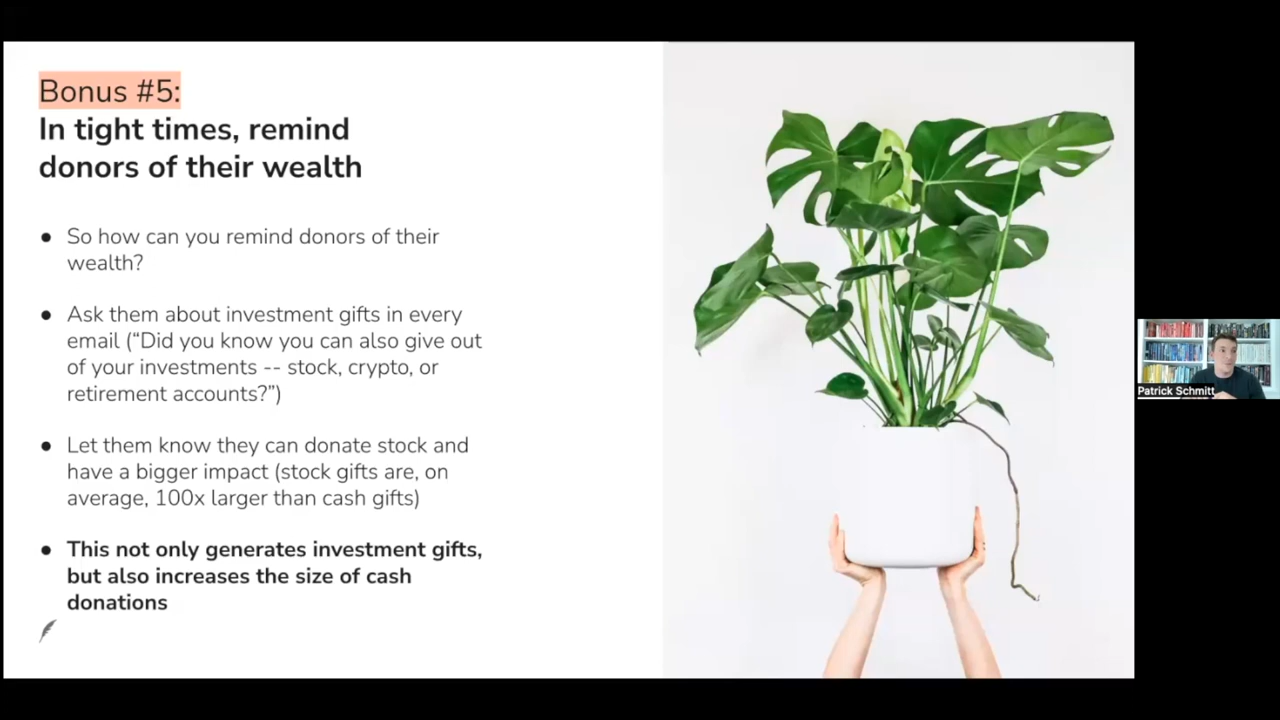 Bonus #5:
In tight times, remind
donors of their wealth
● So how can you remind donors of their
wealth?
● Ask them about investment gifts in every
email (“Did you know you can also give out
of your investments -- stock, crypto, or
retirement accounts?”)
● Let them know they can donate stock and
have a bigger impact (stock gifts are, on
average, 100x larger than cash gifts)
● This not only generates investment gifts,
but also increases the size of cash
donations
Patrick Schmitt